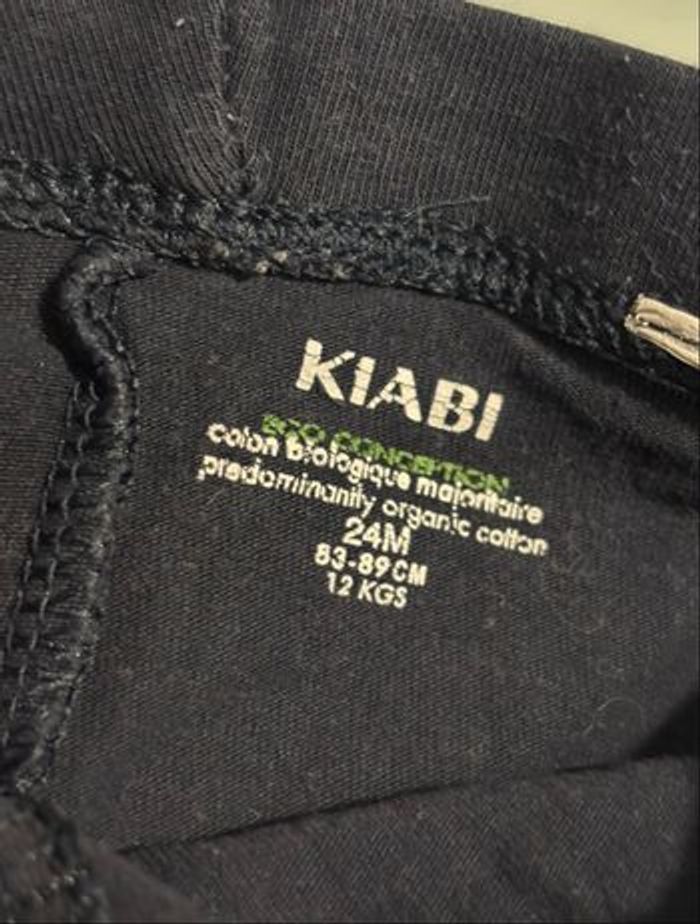 KIABI
ECO CONCEPTION
coton biologique majoritaire
predominantly organic cotton
24M
83-89CM
12 KGS